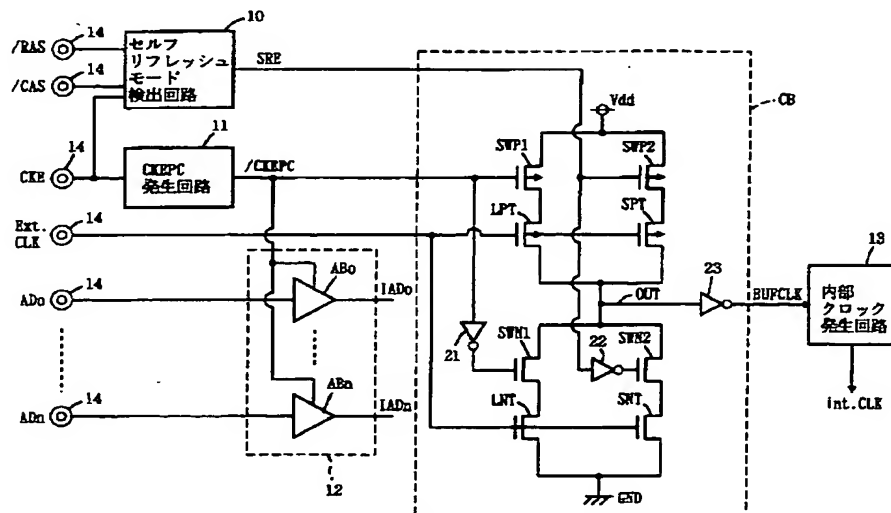 10
/RAS
14
セルフ
リフレッシュ
モード
検出回路
SRE
/CAS
14
CKE
14
11
CKEPC
発生回路
/CKEPC
Ext.
CLK
14
ADo
14
ABo
IADo
ADn
14
ABn
IADn
12
CB
Vdd
SWP1
SWP2
LPT
SPT
OUT
23
BUFCLK
13
内部
クロック
発生回路
int.CLK
21
SWN1
22
SWN2
LNT
SNT
GND